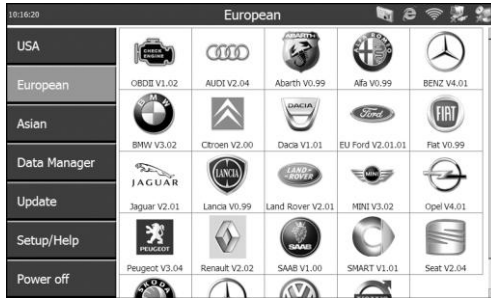 10:16:20
European
USA
European
Asian
Data Manager
Update
Setup/Help
Power off
CHECK
ENGINE
OBDII V1.02
AUDI V2.04
ABARTH
Abarth V0.99
ALFA ROMEO
Alfa V0.99
BENZ V4.01
BMW
BMW V3.02
Citroen V2.00
DACIA
Dacia V1.01
Ford
EU Ford V2.01.01
FIAT
Fiat V0.99
JAGUAR
Jaguar V2.01
LANCIA
Lancia V0.99
LAND-
ROVER
Land Rover V2.01
MINI
MINI V3.02
Opel V4.01
PEUGEOT
Peugeot V3.04
Renault V2.02
SAAB
SAAB V1.00
SMART V1.01
Seat V2.04